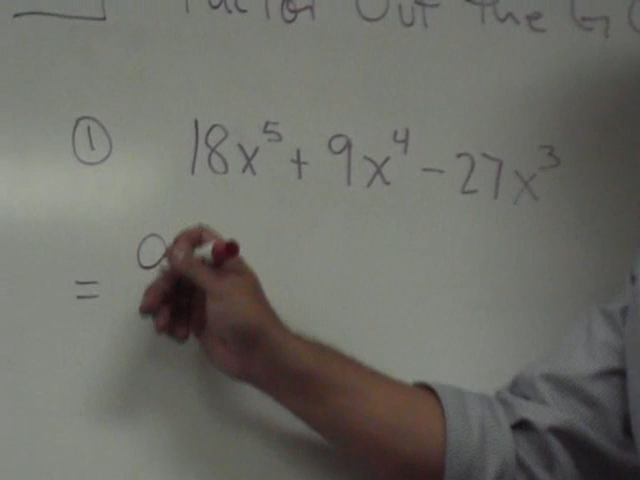 Factor Out the G
① 18x⁵ + 9x⁴ - 27x³
=